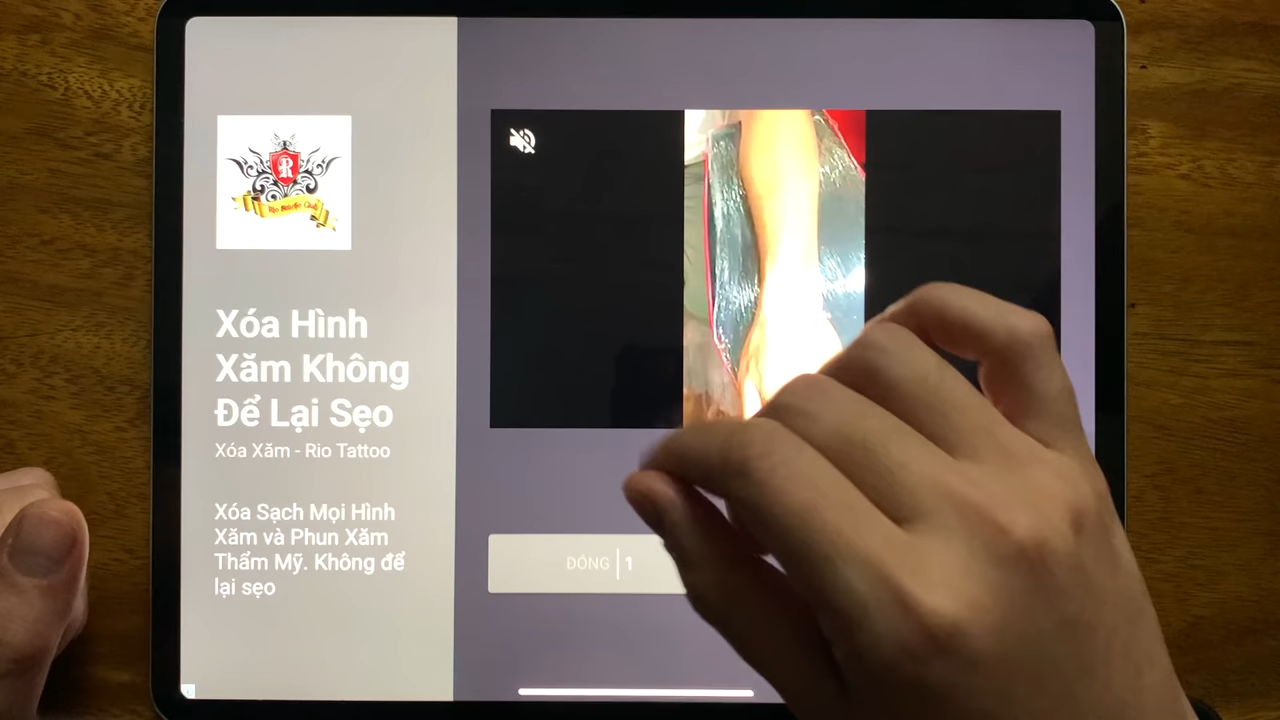 R
Xóa Hình
Xăm Không
Để Lại Sẹo
Xóa Xăm - Rio Tattoo
Xóa Sạch Mọi Hình
Xăm và Phun Xăm
Thẩm Mỹ. Không để
lại sẹo
ĐÓNG 1